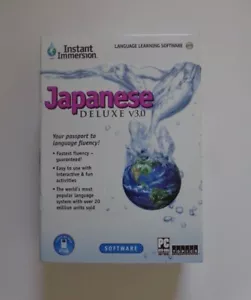 Instant
Immersion.
LANGUAGE LEARNING SOFTWARE
Japanese
DELUXE v3.0
Your passport to
language fluency!
• Fastest fluency –
guaranteed!
• Easy to use with
interactive & fun
activities
• The world's most
popular language
system with over 20
million units sold
SOFTWARE
PC